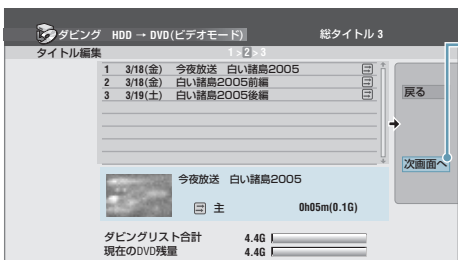 ダビング HDD → DVD(ビデオモード) 総タイトル 3
タイトル編集 1 > 2 > 3
1 3/18(金) 今夜放送 白い諸島2005
2 3/18(金) 白い諸島2005前編
3 3/19(土) 白い諸島2005後編
戻る
次画面へ
今夜放送 白い諸島2005
主 0h05m(0.1G)
ダビングリスト合計 4.4G
現在のDVD残量 4.4G